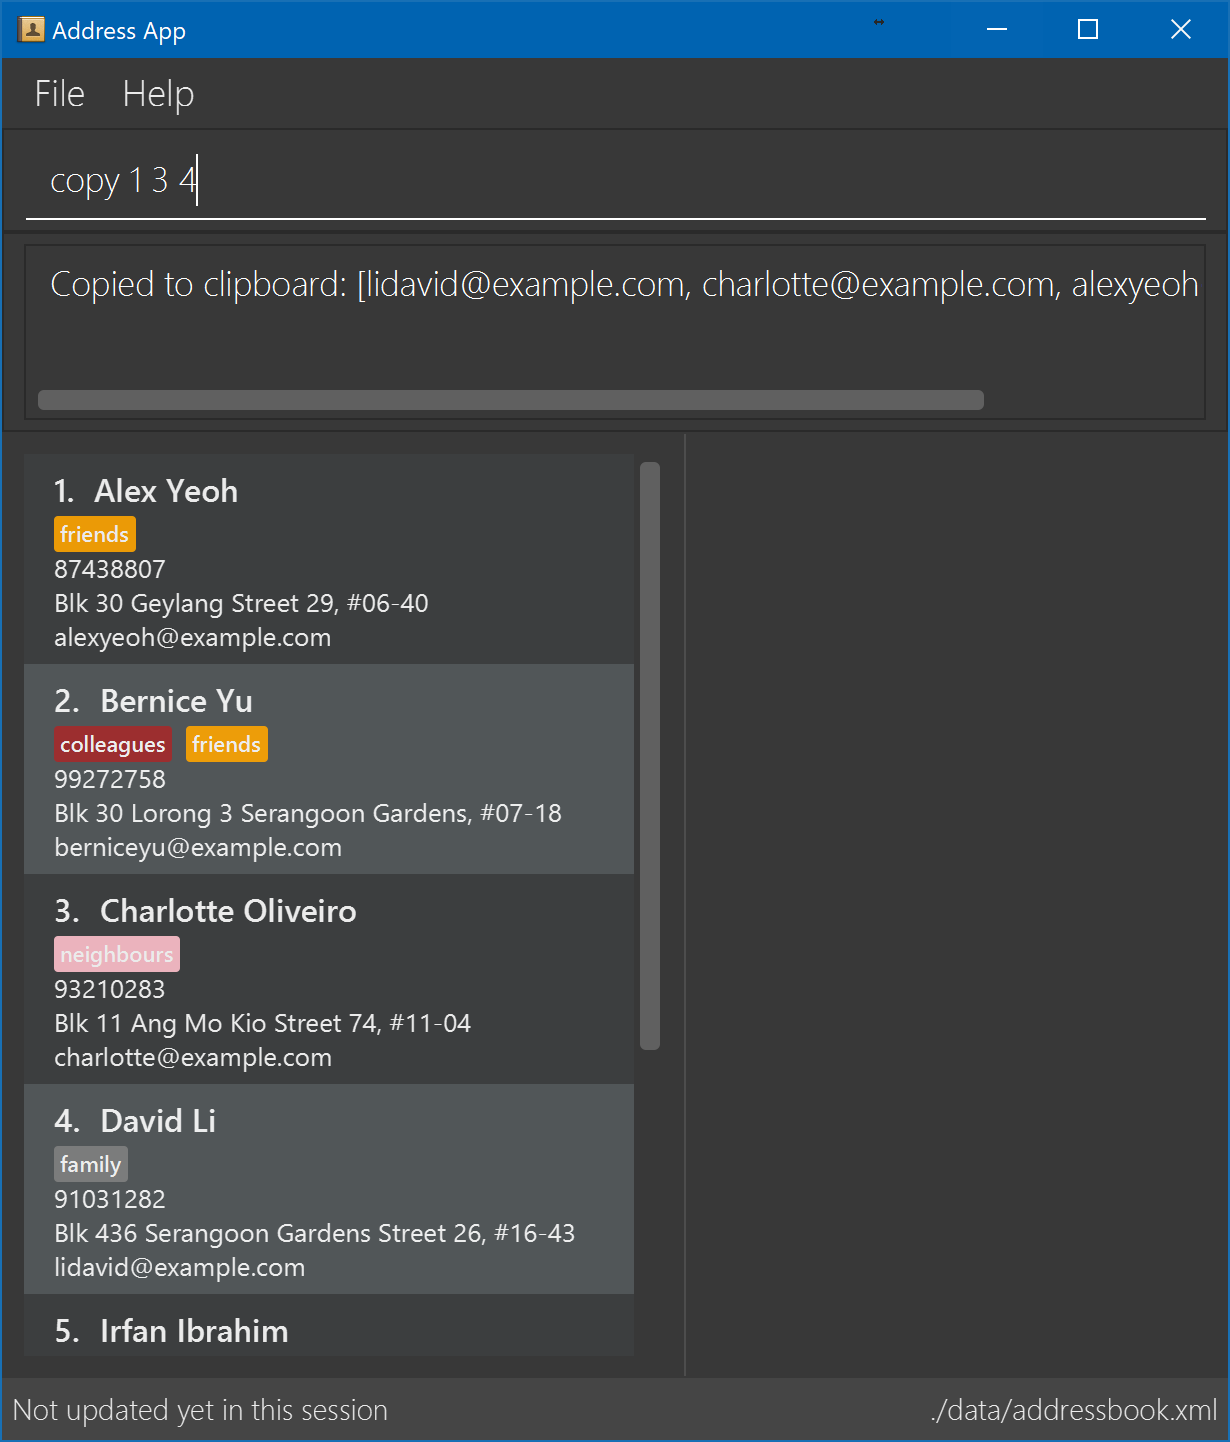 Address App
File Help
copy 1 3 4
Copied to clipboard: [lidavid@example.com, charlotte@example.com, alexyeoh
1. Alex Yeoh
friends
87438807
Blk 30 Geylang Street 29, #06-40
alexyeoh@example.com
2. Bernice Yu
colleagues friends
99272758
Blk 30 Lorong 3 Serangoon Gardens, #07-18
berniceyu@example.com
3. Charlotte Oliveiro
neighbours
93210283
Blk 11 Ang Mo Kio Street 74, #11-04
charlotte@example.com
4. David Li
family
91031282
Blk 436 Serangoon Gardens Street 26, #16-43
lidavid@example.com
5. Irfan Ibrahim
Not updated yet in this session ./data/addressbook.xml